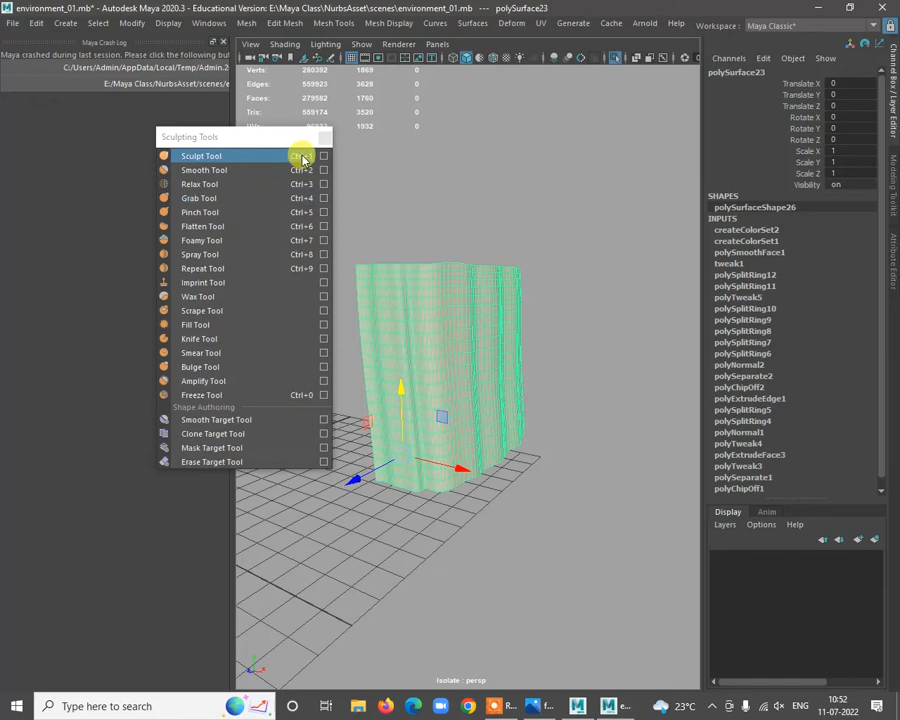 environment_01.mb* - Autodesk Maya 2020.3 - Educational Version: E:\Maya Class\NurbsAsset\scenes\environment_01.mb --- polySurface23
File Edit Create Select Modify Display Windows Mesh Edit Mesh Mesh Tools Mesh Display Curves Surfaces Deform UV Generate Cache Arnold Help Workspace : Maya Classic*
Maya Crash Log
Maya crashed during last session. Please click the following butto
C:/Users/Admin/AppData/Local/Temp/Admin.2
E:/Maya Class/NurbsAsset/scenes/e
View Shading Lighting Show Renderer Panels
Verts: 280392 1869 0
Edges: 559923 3628 0
Faces: 279582 1760 0
Tris: 559174 3520 0
1932 0
Sculpting Tools
Sculpt Tool
Smooth Tool Ctrl+2
Relax Tool Ctrl+3
Grab Tool Ctrl+4
Pinch Tool Ctrl+5
Flatten Tool Ctrl+6
Foamy Tool Ctrl+7
Spray Tool Ctrl+8
Repeat Tool Ctrl+9
Imprint Tool
Wax Tool
Scrape Tool
Fill Tool
Knife Tool
Smear Tool
Bulge Tool
Amplify Tool
Freeze Tool Ctrl+0
Shape Authoring
Smooth Target Tool
Clone Target Tool
Mask Target Tool
Erase Target Tool
Isolate : persp
Channels Edit Object Show
polySurface23
Translate X 0
Translate Y 0
Translate Z 0
Rotate X 0
Rotate Y 0
Rotate Z 0
Scale X 1
Scale Y 1
Scale Z 1
Visibility on
SHAPES
polySurfaceShape26
INPUTS
createColorSet2
createColorSet1
polySmoothFace1
tweak1
polySplitRing12
polySplitRing11
polyTweak5
polySplitRing10
polySplitRing9
polySplitRing8
polySplitRing7
polySplitRing6
polyNormal2
polySeparate2
polyChipOff2
polyExtrudeEdge1
polySplitRing5
polySplitRing4
polyNormal1
polyTweak4
polyExtrudeFace3
polyTweak3
polySeparate1
polyChipOff1
Display Anim
Layers Options Help
Channel Box / Layer Editor
Modeling Toolkit
Attribute Editor
Type here to search
R...
f...
e...
23°C
ENG
10:52
11-07-2022